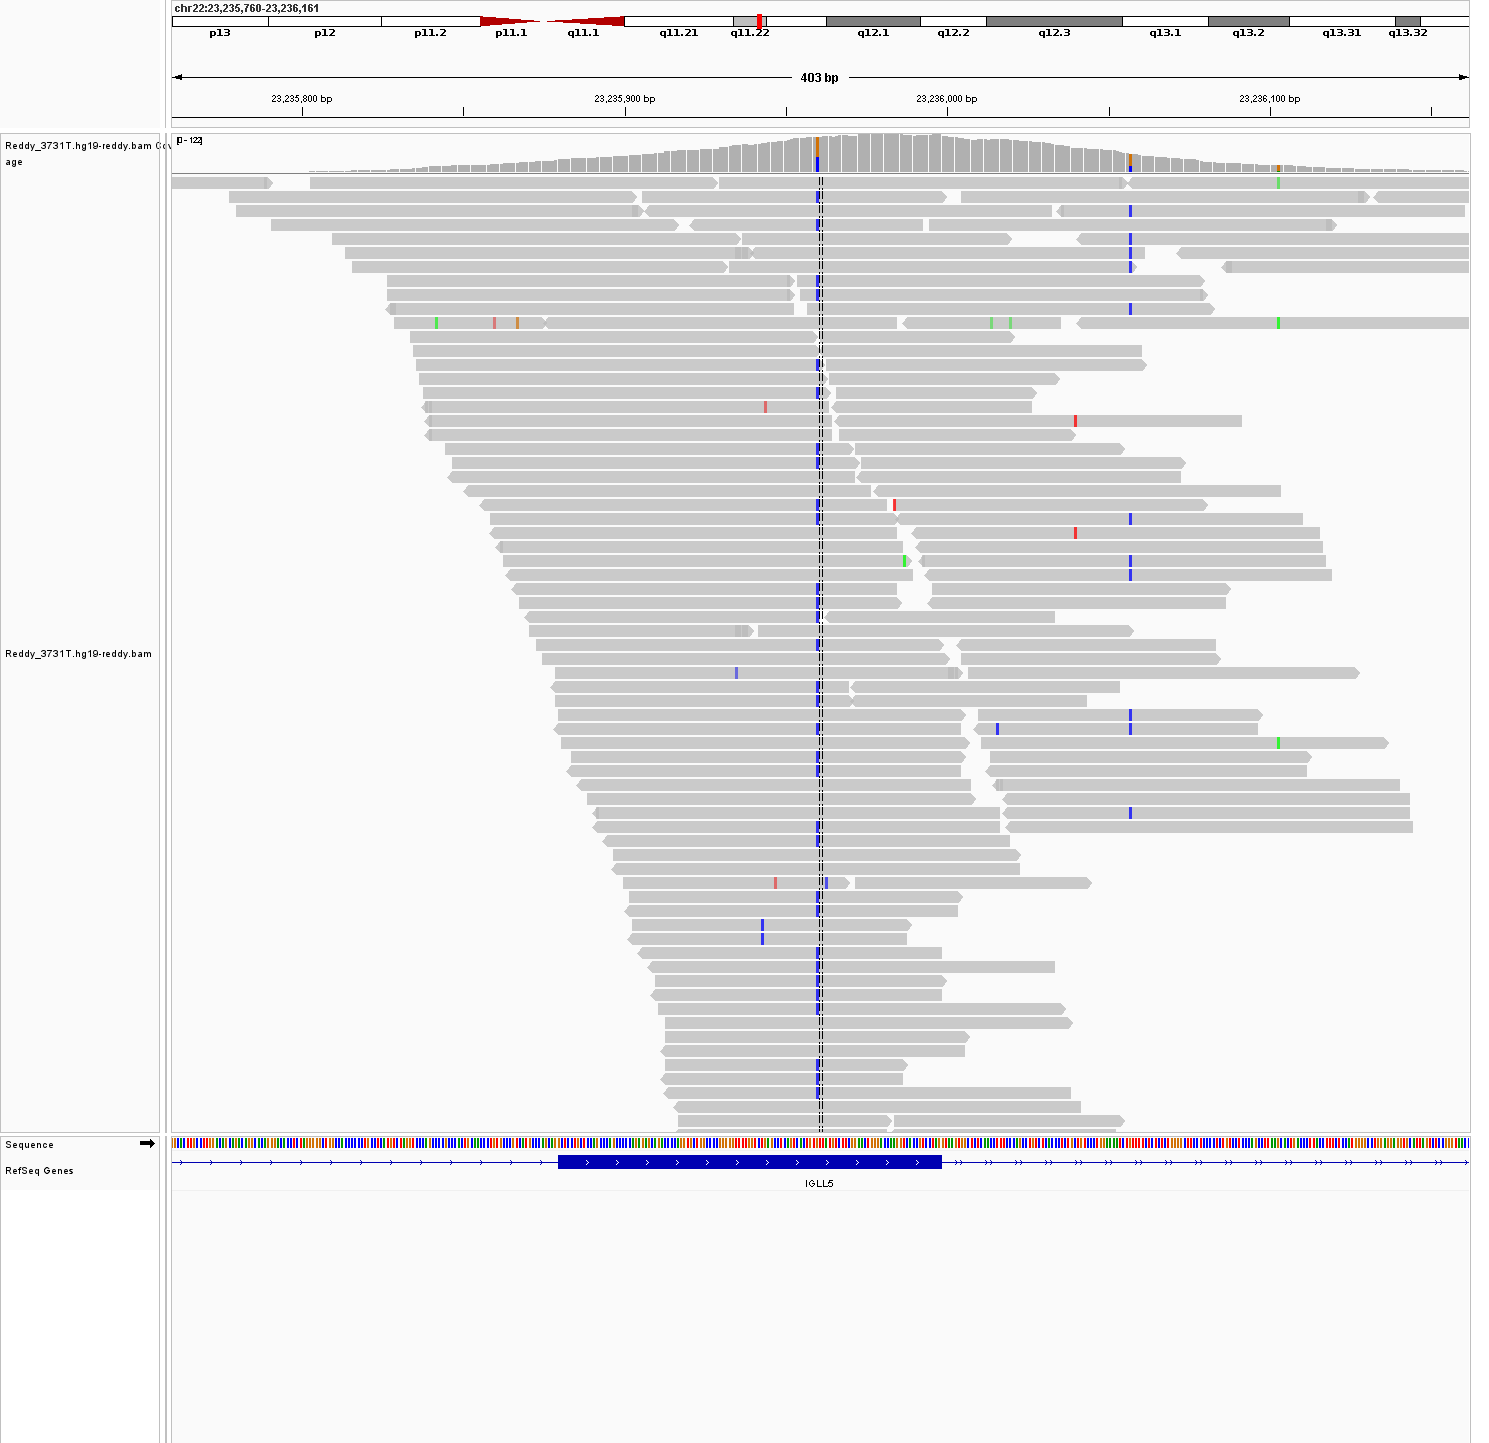 chr22:23,235,760-23,236,161
p13 p12 p11.2 p11.1 q11.1 q11.21 q11.22 q12.1 q12.2 q12.3 q13.1 q13.2 q13.31 q13.32
403 bp
23,235,800 bp 23,235,900 bp 23,236,000 bp 23,236,100 bp
[0 - 122]
Reddy_3731T.hg19-reddy.bam Cov
age
Reddy_3731T.hg19-reddy.bam
Sequence
RefSeq Genes
IGLL5